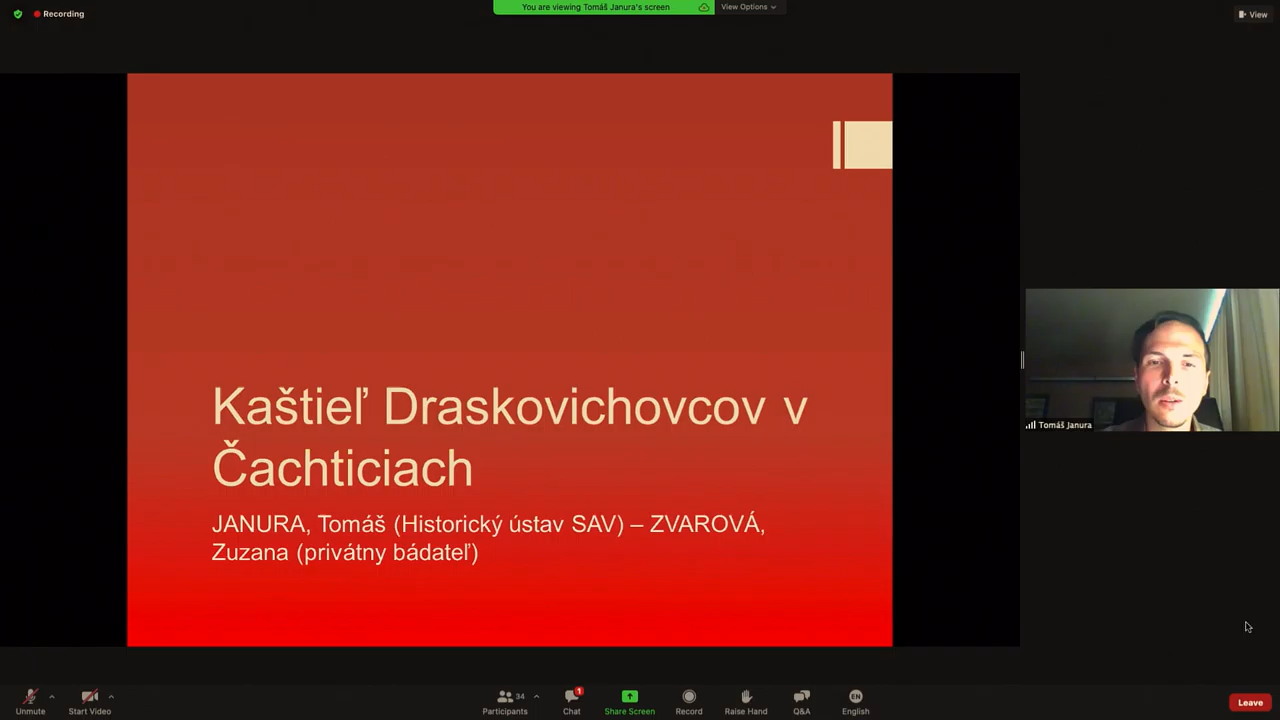 Recording
You are viewing Tomáš Janura's screen
View Options
View
Kaštieľ Draskovichovcov v
Čachticiach
JANURA, Tomáš (Historický ústav SAV) – ZVAROVÁ,
Zuzana (privátny bádateľ)
Tomáš Janura
Unmute
Start Video
34
Participants
1
Chat
Share Screen
Record
Raise Hand
Q&A
EN
English
Leave